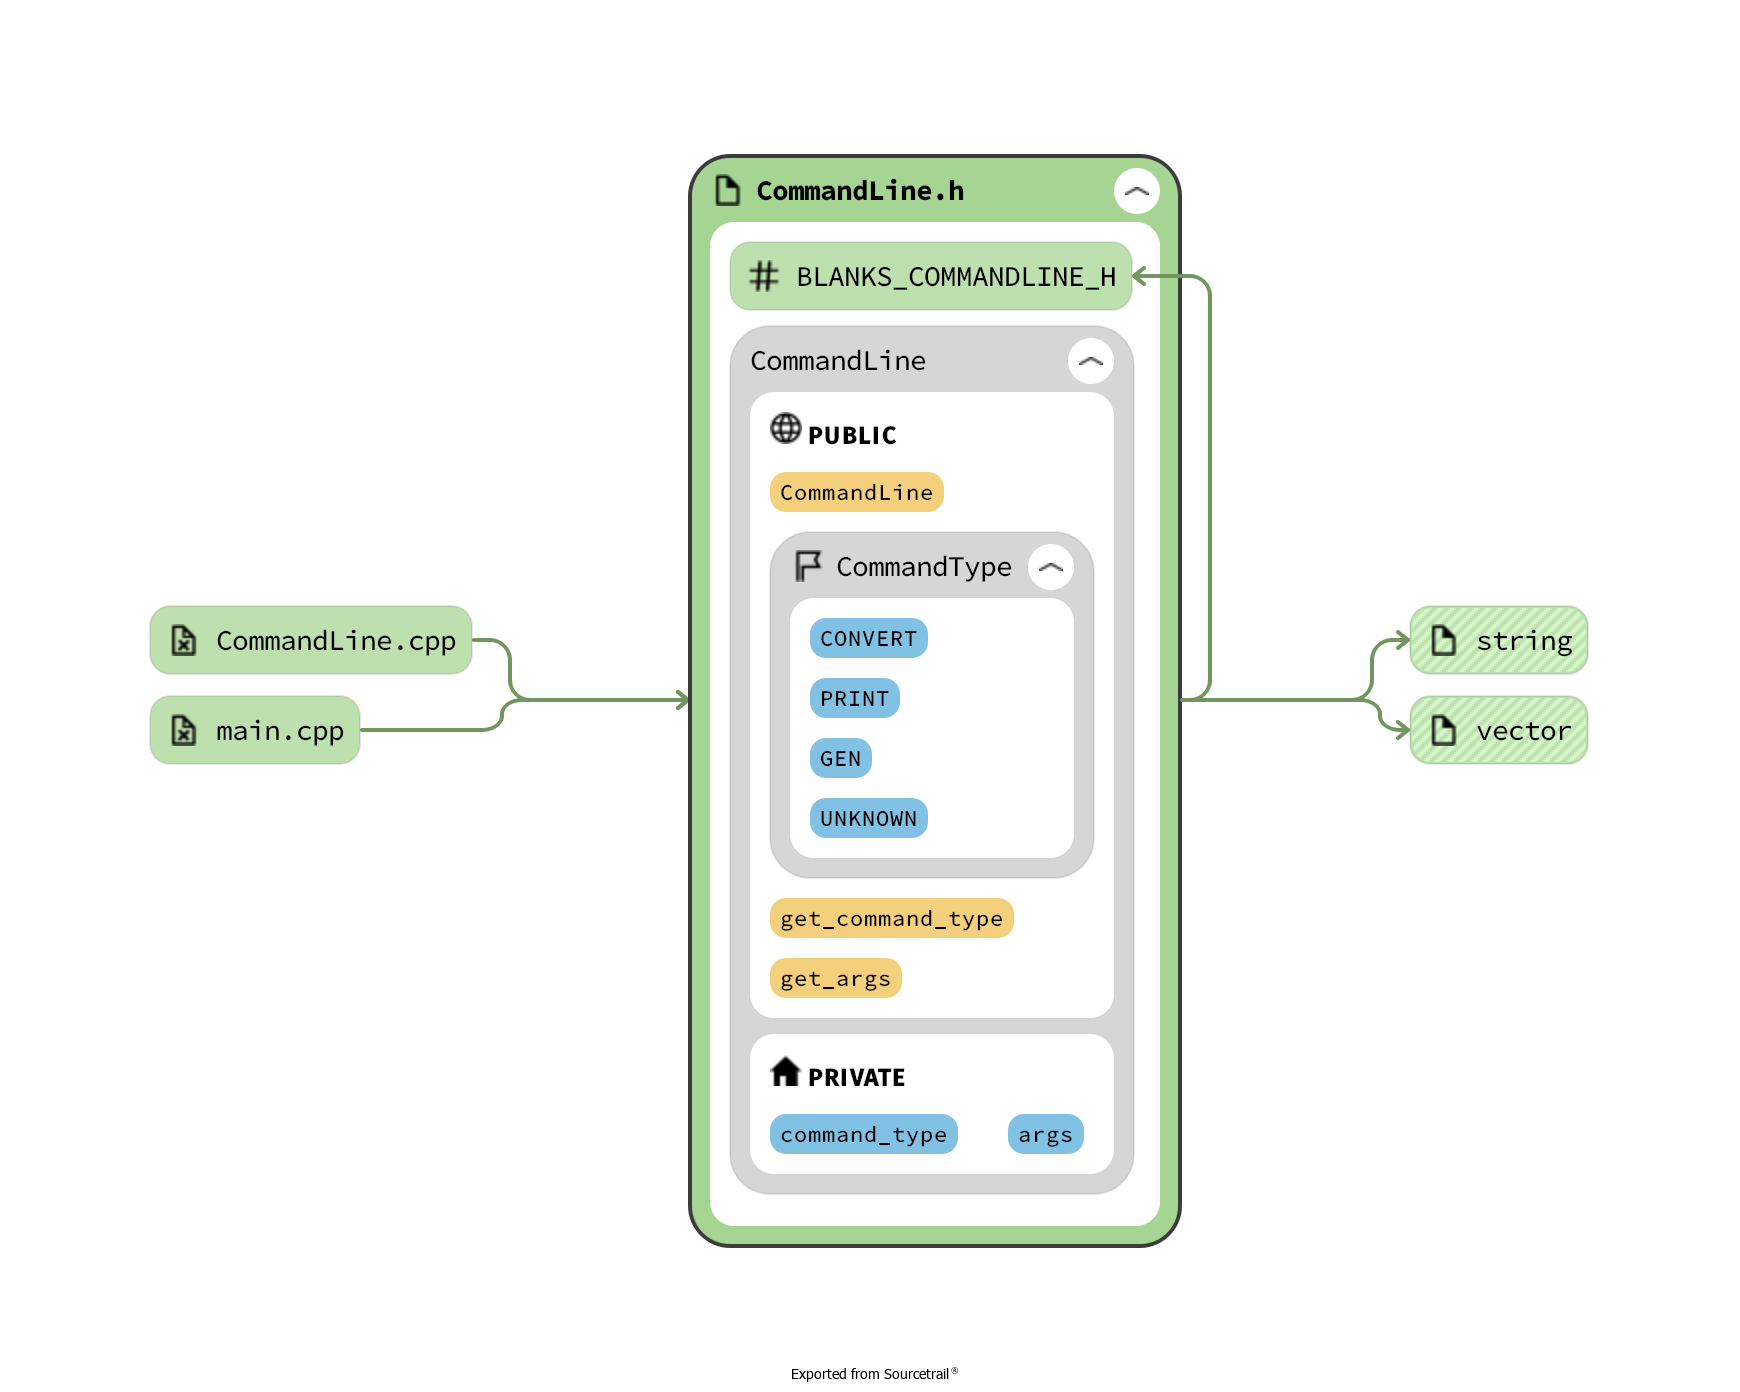 CommandLine.h
# BLANKS_COMMANDLINE_H
CommandLine
PUBLIC
CommandLine
CommandType
CONVERT
PRINT
GEN
UNKNOWN
get_command_type
get_args
PRIVATE
command_type args
CommandLine.cpp
main.cpp
string
vector
Exported from Sourcetrail®